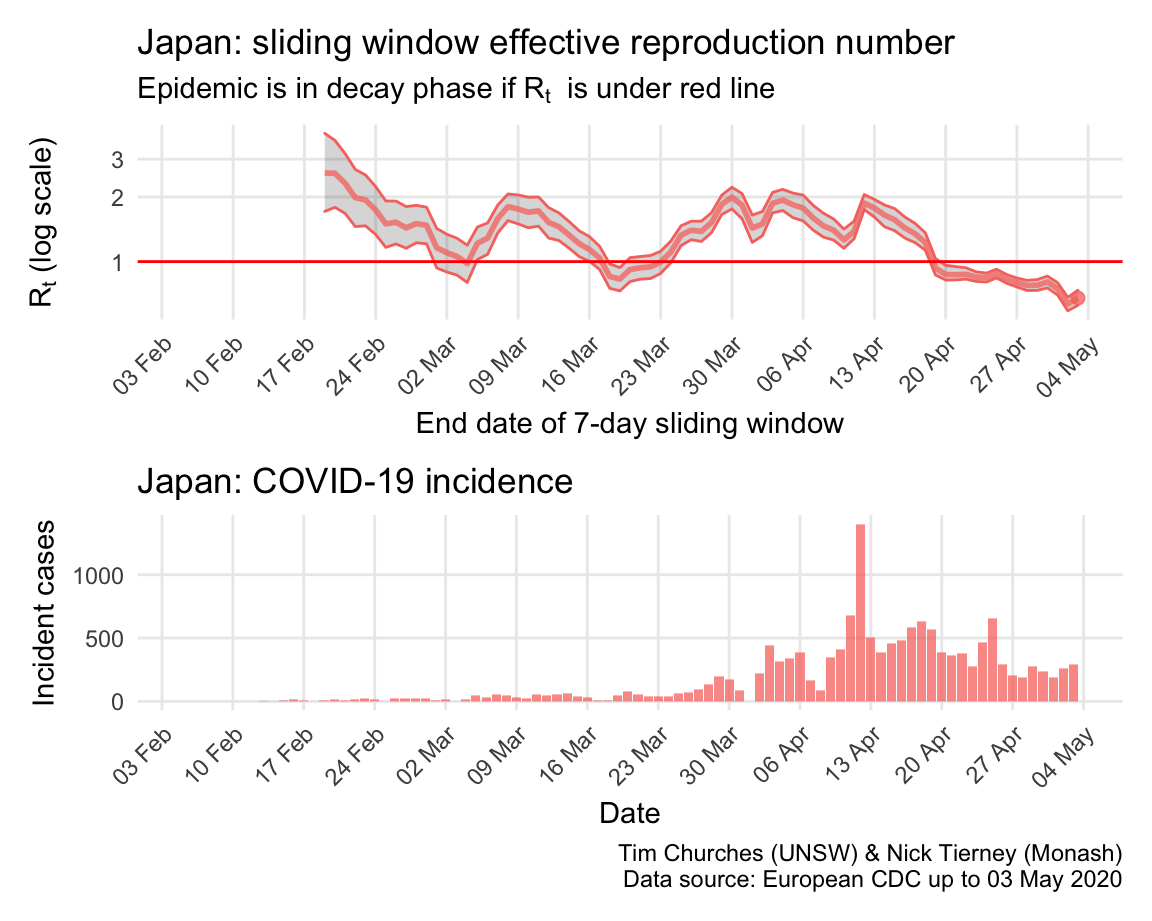 Japan: sliding window effective reproduction number
Epidemic is in decay phase if Rt is under red line
Rt (log scale)
3
2
1
03 Feb
10 Feb
17 Feb
24 Feb
02 Mar
09 Mar
16 Mar
23 Mar
30 Mar
06 Apr
13 Apr
20 Apr
27 Apr
04 May
End date of 7-day sliding window
Japan: COVID-19 incidence
Incident cases
1000
500
0
03 Feb
10 Feb
17 Feb
24 Feb
02 Mar
09 Mar
16 Mar
23 Mar
30 Mar
06 Apr
13 Apr
20 Apr
27 Apr
04 May
Date
Tim Churches (UNSW) & Nick Tierney (Monash)
Data source: European CDC up to 03 May 2020